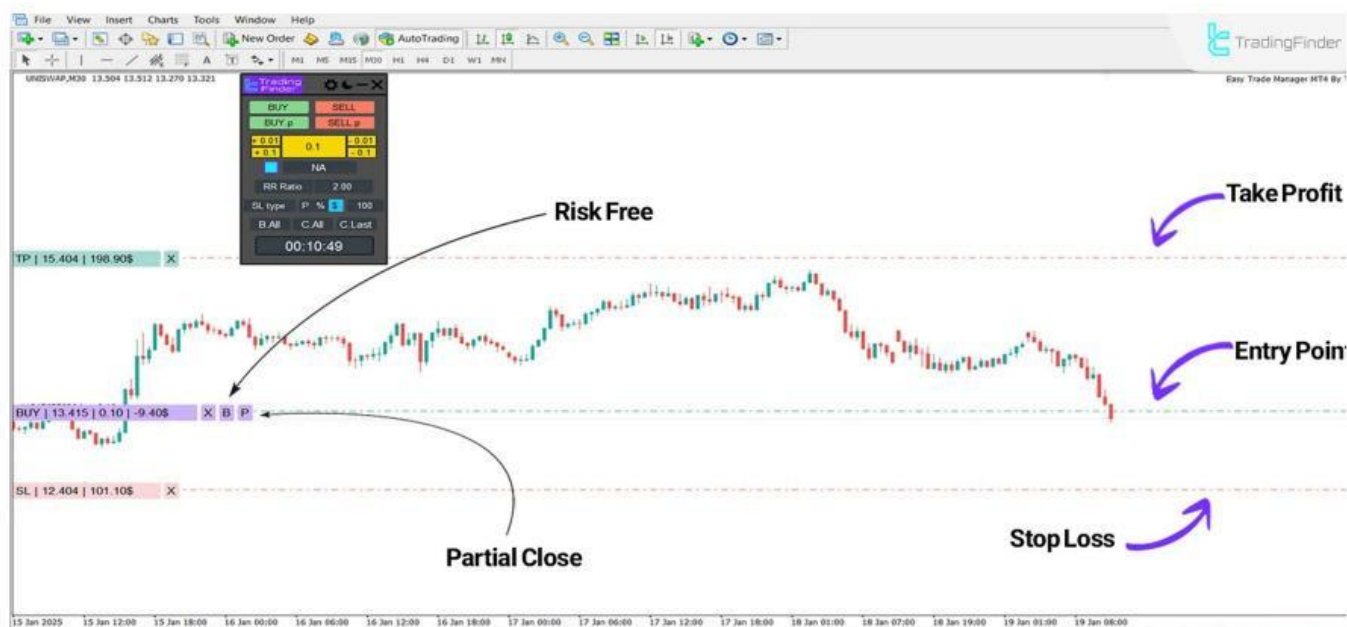 File View Insert Charts Tools Window Help
New Order AutoTrading
TradingFinder
A T M1 M5 M15 M30 H1 H4 D1 W1 MN
UNISWAP,M30 13.504 13.512 13.270 13.321
Easy Trade Manager MT4 By
Trading Finder
BUY SELL
BUY.p SELL.p
+ 0.01 0.1 - 0.01
+ 0.1 - 0.1
NA
RR Ratio 2.00
SL type P % $ 100
B.All C.All C.Last
00:10:49
Take Profit
Risk Free
TP | 15.404 | 198.90$ X
Entry Poin
BUY | 13.415 | 0.10 | -9.40$ X B P
SL | 12.404 | 101.10$ X
Stop Loss
Partial Close
15 Jan 2025 15 Jan 12:00 15 Jan 18:00 16 Jan 00:00 16 Jan 06:00 16 Jan 12:00 16 Jan 18:00 17 Jan 00:00 17 Jan 06:00 17 Jan 12:00 17 Jan 18:00 18 Jan 01:00 18 Jan 07:00 18 Jan 19:00 19 Jan 01:00 19 Jan 08:00